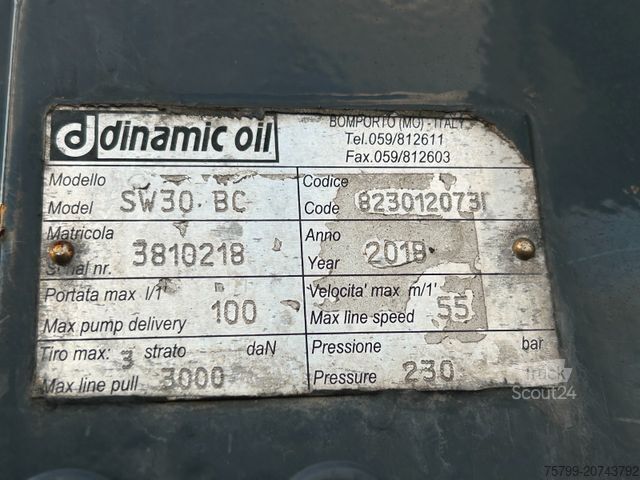 dinamic oil
BOMPORTO (MO) - ITALY
Tel.059/812611
Fax.059/812603
Modello
Model SW30 BC
Codice
Code 8230120731
Matricola
Serial nr. 3810218
Anno
Year 2018
Portata max l/1'
Max pump delivery 100
Velocita' max m/1'
Max line speed 55
Tiro max: 3 strato daN
Max line pull 3000
Pressione bar
Pressure 230
truck
Scout24
75799-20743792